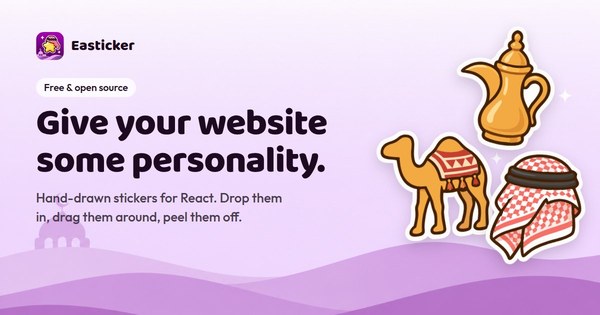 Easticker
Free & open source
Give your website
some personality.
Hand-drawn stickers for React. Drop them
in, drag them around, peel them off.